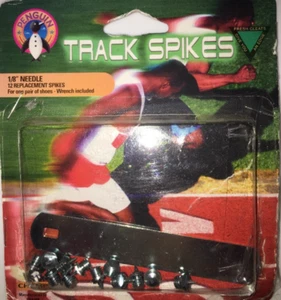 PENGUIN
TRACK SPIKES
1/8" NEEDLE
12 REPLACEMENT SPIKES
For one pair of shoes - Wrench included